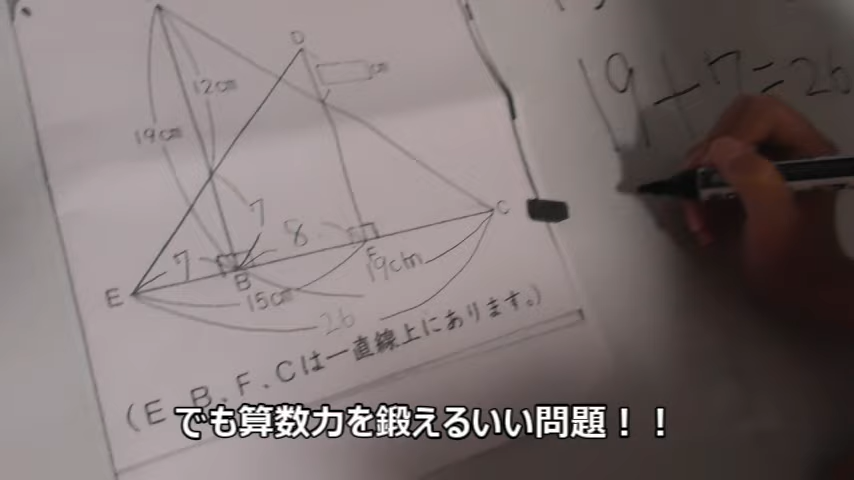 D
cm
12cm
19cm
19+7=26
7
8
7
C
E
B
F
15cm
19cm
26
(E、B、F、Cは一直線上にあります。)
でも算数力を鍛えるいい問題！！